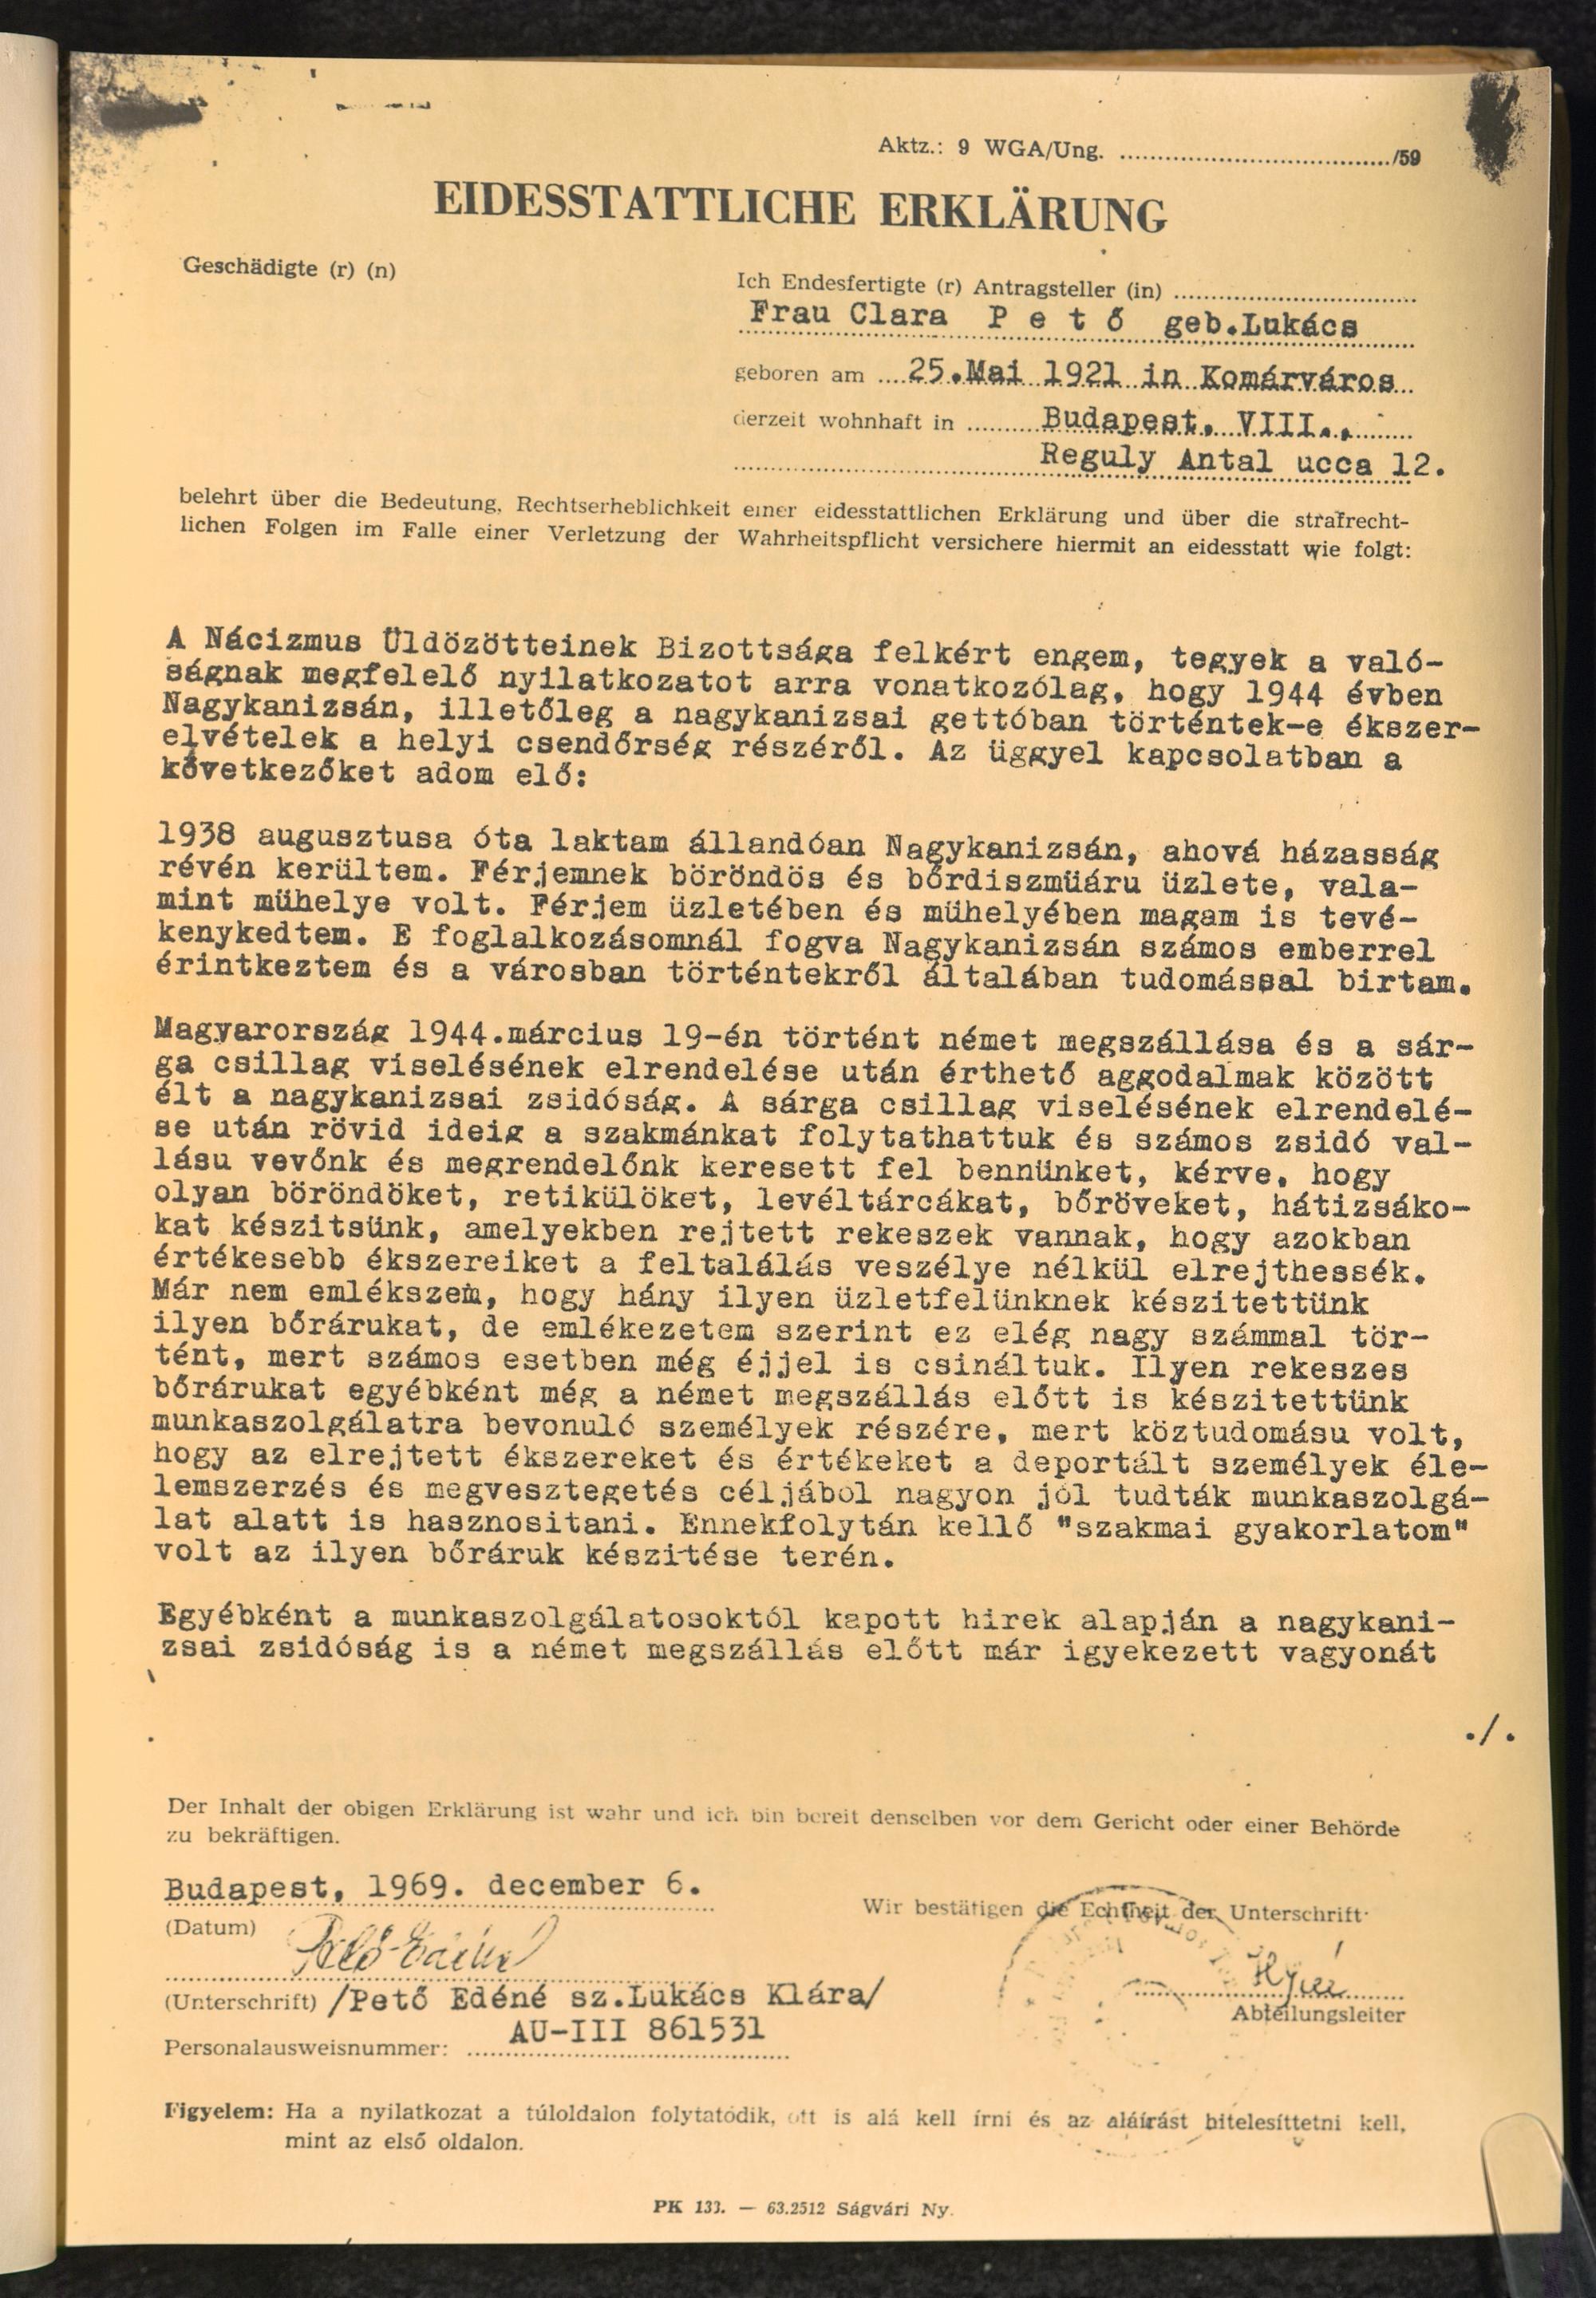 Aktz.: 9 WGA/Ung. ................................... /59
EIDESSTATTLICHE ERKLÄRUNG
Geschädigte (r) (n)
Ich Endesfertigte (r) Antragsteller (in) ...............................
Frau Clara P e t ő geb.Lukács
geboren am ....25.Mai 1921 in Komárváros...
derzeit wohnhaft in .......... Budapest, VIII.,
Reguly Antal ucca 12.
belehrt über die Bedeutung, Rechtserheblichkeit einer eidesstattlichen Erklärung und über die strafrecht-
lichen Folgen im Falle einer Verletzung der Wahrheitspflicht versichere hiermit an eidesstatt wie folgt:
A Nácizmus Üldözötteinek Bizottsága felkért engem, tegyek a való-
ságnak megfelelő nyilatkozatot arra vonatkozólag, hogy 1944 évben
Nagykanizsán, illetőleg a nagykanizsai gettóban történtek-e ékszer-
elvételek a helyi csendőrség részéről. Az üggyel kapcsolatban a
következőket adom elő:
1938 augusztusa óta laktam állandóan Nagykanizsán, ahová házasság
révén kerültem. Férjemnek böröndös és bőrdiszmüáru üzlete, vala-
mint mühelye volt. Férjem üzletében és mühelyében magam is tevé-
kenykedtem. E foglalkozásomnál fogva Nagykanizsán számos emberrel
érintkeztem és a városban történtekről általában tudomással birtam.
Magyarország 1944.március 19-én történt német megszállása és a sár-
ga csillag viselésének elrendelése után érthető aggodalmak között
élt a nagykanizsai zsidóság. A sárga csillag viselésének elrendelé-
se után rövid ideig a szakmánkat folytathattuk és számos zsidó val-
lásu vevőnk és megrendelőnk keresett fel bennünket, kérve, hogy
olyan böröndöket, retikülöket, levéltárcákat, bőröveket, hátizsáko-
kat készitsünk, amelyekben rejtett rekeszek vannak, hogy azokban
értékesebb ékszereiket a feltalálás veszélye nélkül elrejthessék.
Már nem emlékszem, hogy hány ilyen üzletfelünknek készitettünk
ilyen bőrárukat, de emlékezetem szerint ez elég nagy számmal tör-
tént, mert számos esetben még éjjel is csináltuk. Ilyen rekeszes
bőrárukat egyébként még a német megszállás előtt is készitettünk
munkaszolgálatra bevonuló személyek részére, mert köztudomásu volt,
hogy az elrejtett ékszereket és értékeket a deportált személyek éle-
lemszerzés és megvesztegetés céljából nagyon jól tudták munkaszolgá-
lat alatt is hasznositani. Ennekfolytán kellő "szakmai gyakorlatom"
volt az ilyen bőráruk készitése terén.
Egyébként a munkaszolgálatosoktól kapott hirek alapján a nagykani-
zsai zsidóság is a német megszállás előtt már igyekezett vagyonát
./.
Der Inhalt der obigen Erklärung ist wahr und ich bin bereit denselben vor dem Gericht oder einer Behörde
zu bekräftigen.
Budapest, 1969. december 6.
(Datum)
Wir bestätigen die Echtheit der Unterschrift
Pető Edéné
(Unterschrift) /Pető Edéné sz.Lukács Klára/
Abteilungsleiter
AU-III 861531
Personalausweisnummer: ........................................
Figyelem: Ha a nyilatkozat a túloldalon folytatódik, ott is alá kell írni és az aláírást hitelesíttetni kell,
mint az első oldalon.
PK 133. — 63.2512 Ságvári Ny.